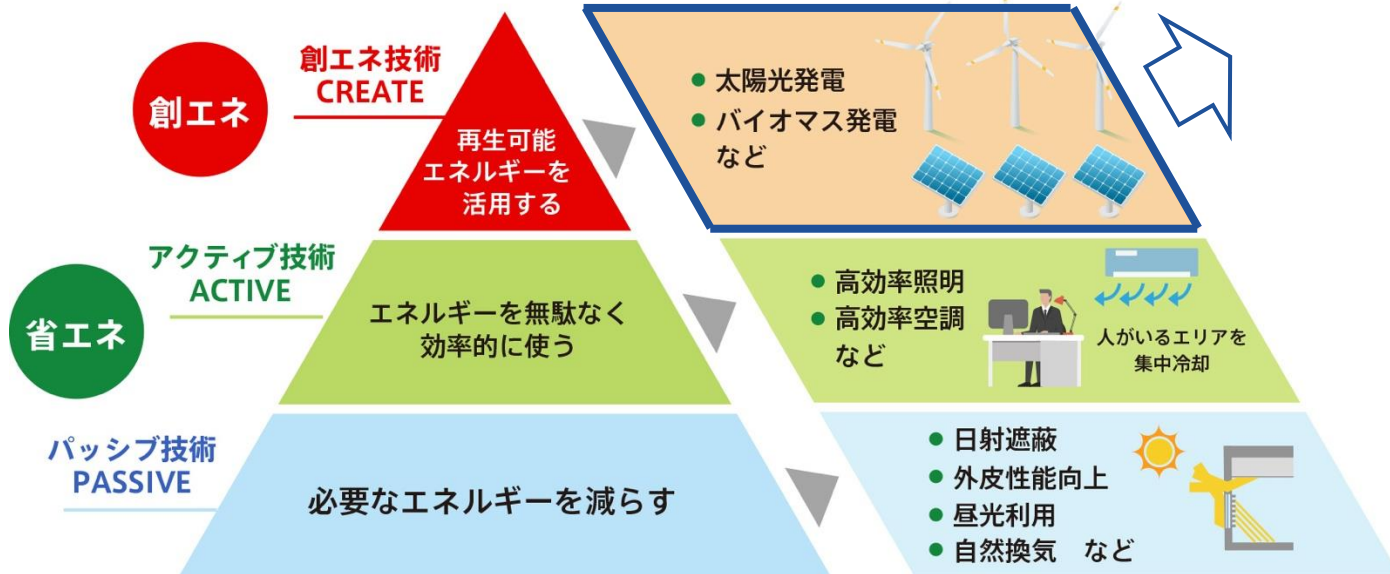 創エネ
創エネ技術
CREATE
再生可能
エネルギーを
活用する
● 太陽光発電
● バイオマス発電
など
省エネ
アクティブ技術
ACTIVE
エネルギーを無駄なく
効率的に使う
● 高効率照明
● 高効率空調
など
人がいるエリアを
集中冷却
パッシブ技術
PASSIVE
必要なエネルギーを減らす
● 日射遮蔽
● 外皮性能向上
● 昼光利用
● 自然換気 など